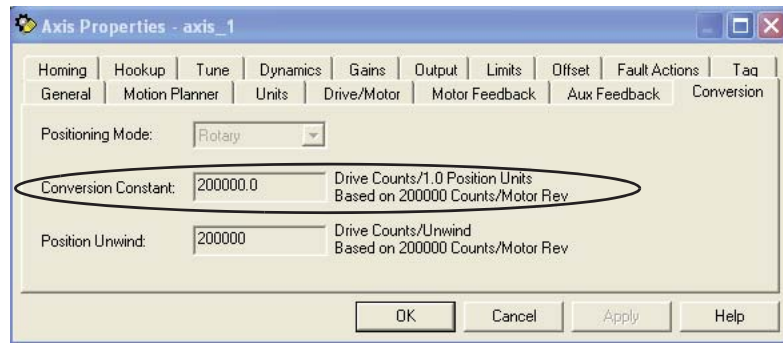 Axis Properties - axis_1
Homing Hookup Tune Dynamics Gains Output Limits Offset Fault Actions Tag
General Motion Planner Units Drive/Motor Motor Feedback Aux Feedback Conversion
Positioning Mode: Rotary
Conversion Constant: 200000.0 Drive Counts/1.0 Position Units
Based on 200000 Counts/Motor Rev
Position Unwind: 200000 Drive Counts/Unwind
Based on 200000 Counts/Motor Rev
OK Cancel Apply Help